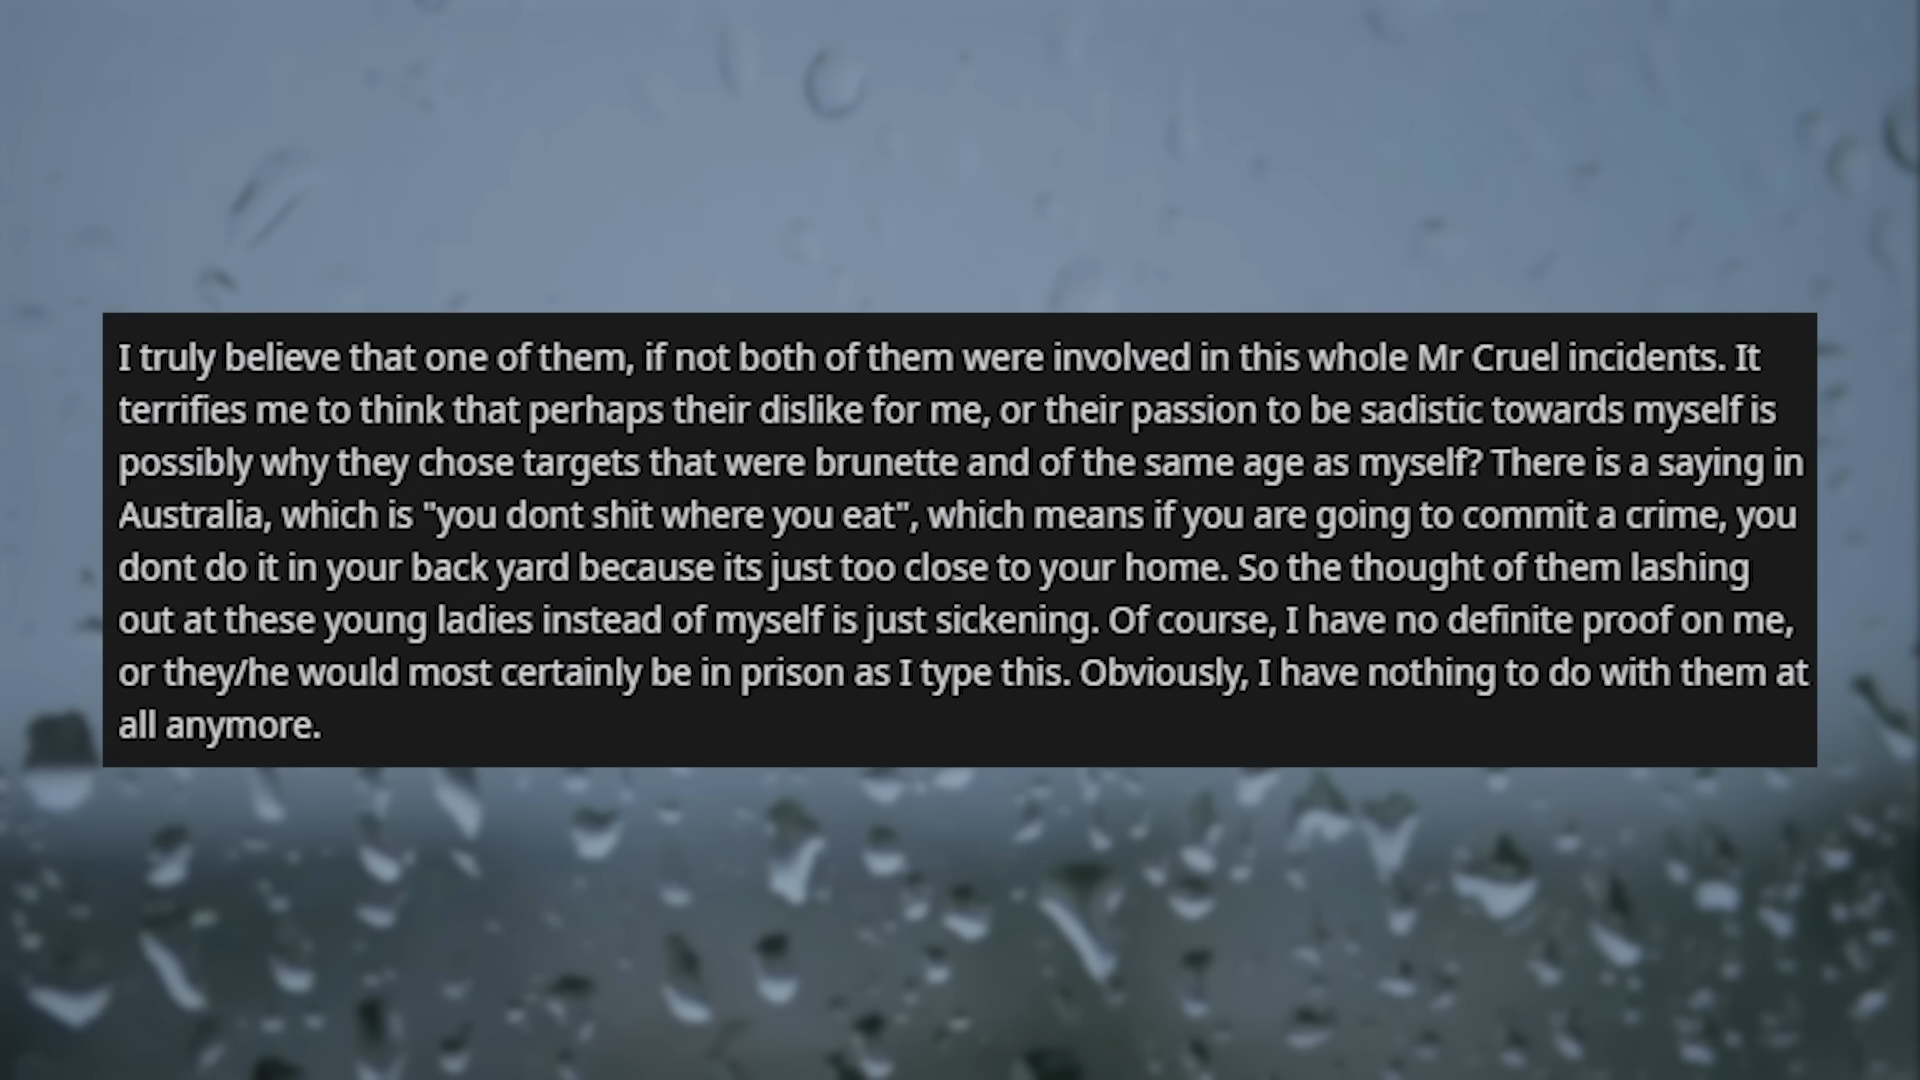 I truly believe that one of them, if not both of them were involved in this whole Mr Cruel incidents. It
terrifies me to think that perhaps their dislike for me, or their passion to be sadistic towards myself is
possibly why they chose targets that were brunette and of the same age as myself? There is a saying in
Australia, which is "you dont shit where you eat", which means if you are going to commit a crime, you
dont do it in your back yard because its just too close to your home. So the thought of them lashing
out at these young ladies instead of myself is just sickening. Of course, I have no definite proof on me,
or they/he would most certainly be in prison as I type this. Obviously, I have nothing to do with them at
all anymore.